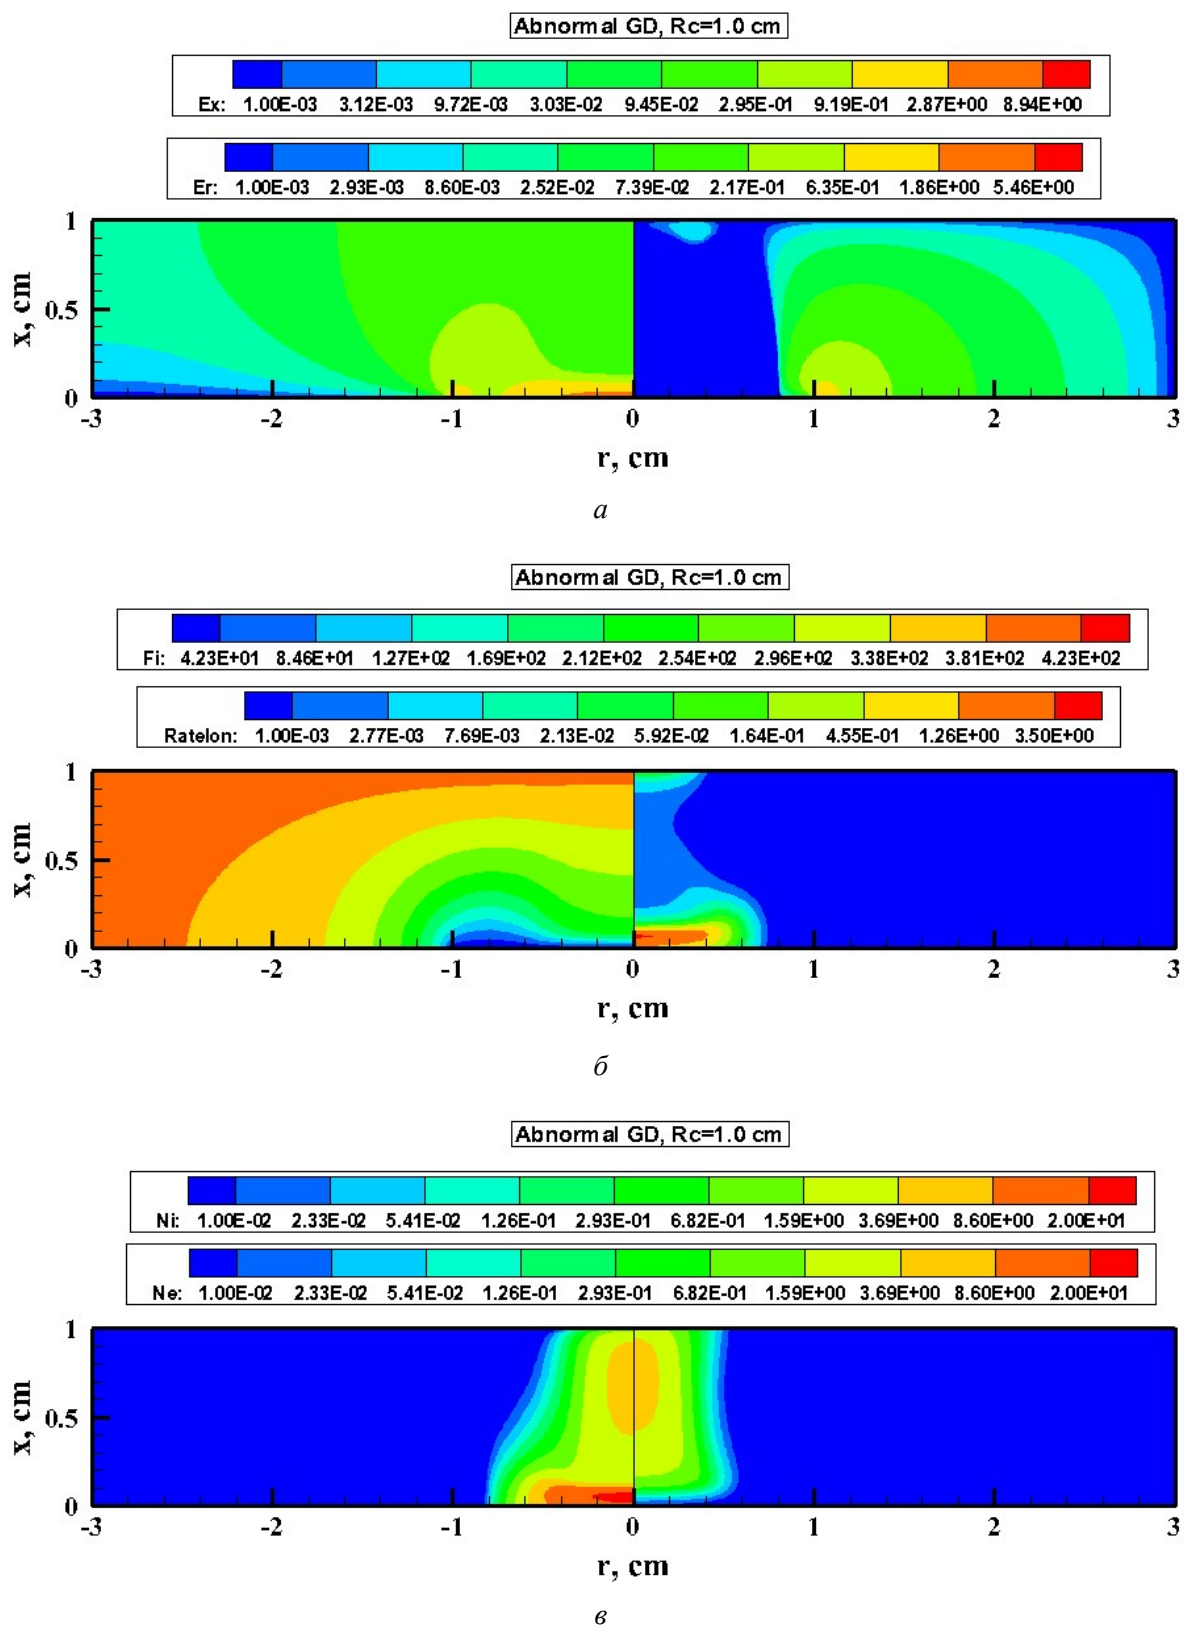 Abnormal GD, Rc=1.0 cm
Ex: 1.00E-03 3.12E-03 9.72E-03 3.03E-02 9.45E-02 2.95E-01 9.19E-01 2.87E+00 8.94E+00
Er: 1.00E-03 2.93E-03 8.60E-03 2.52E-02 7.39E-02 2.17E-01 6.35E-01 1.86E+00 5.46E+00
1
0.5
0
x, cm
-3 -2 -1 0 1 2 3
r, cm
а
Abnormal GD, Rc=1.0 cm
Fi: 4.23E+01 8.46E+01 1.27E+02 1.69E+02 2.12E+02 2.54E+02 2.96E+02 3.38E+02 3.81E+02 4.23E+02
RateIon: 1.00E-03 2.77E-03 7.69E-03 2.13E-02 5.92E-02 1.64E-01 4.55E-01 1.26E+00 3.50E+00
1
0.5
0
x, cm
-3 -2 -1 0 1 2 3
r, cm
б
Abnormal GD, Rc=1.0 cm
Ni: 1.00E-02 2.33E-02 5.41E-02 1.26E-01 2.93E-01 6.82E-01 1.59E+00 3.69E+00 8.60E+00 2.00E+01
Ne: 1.00E-02 2.33E-02 5.41E-02 1.26E-01 2.93E-01 6.82E-01 1.59E+00 3.69E+00 8.60E+00 2.00E+01
1
0.5
0
x, cm
-3 -2 -1 0 1 2 3
r, cm
в